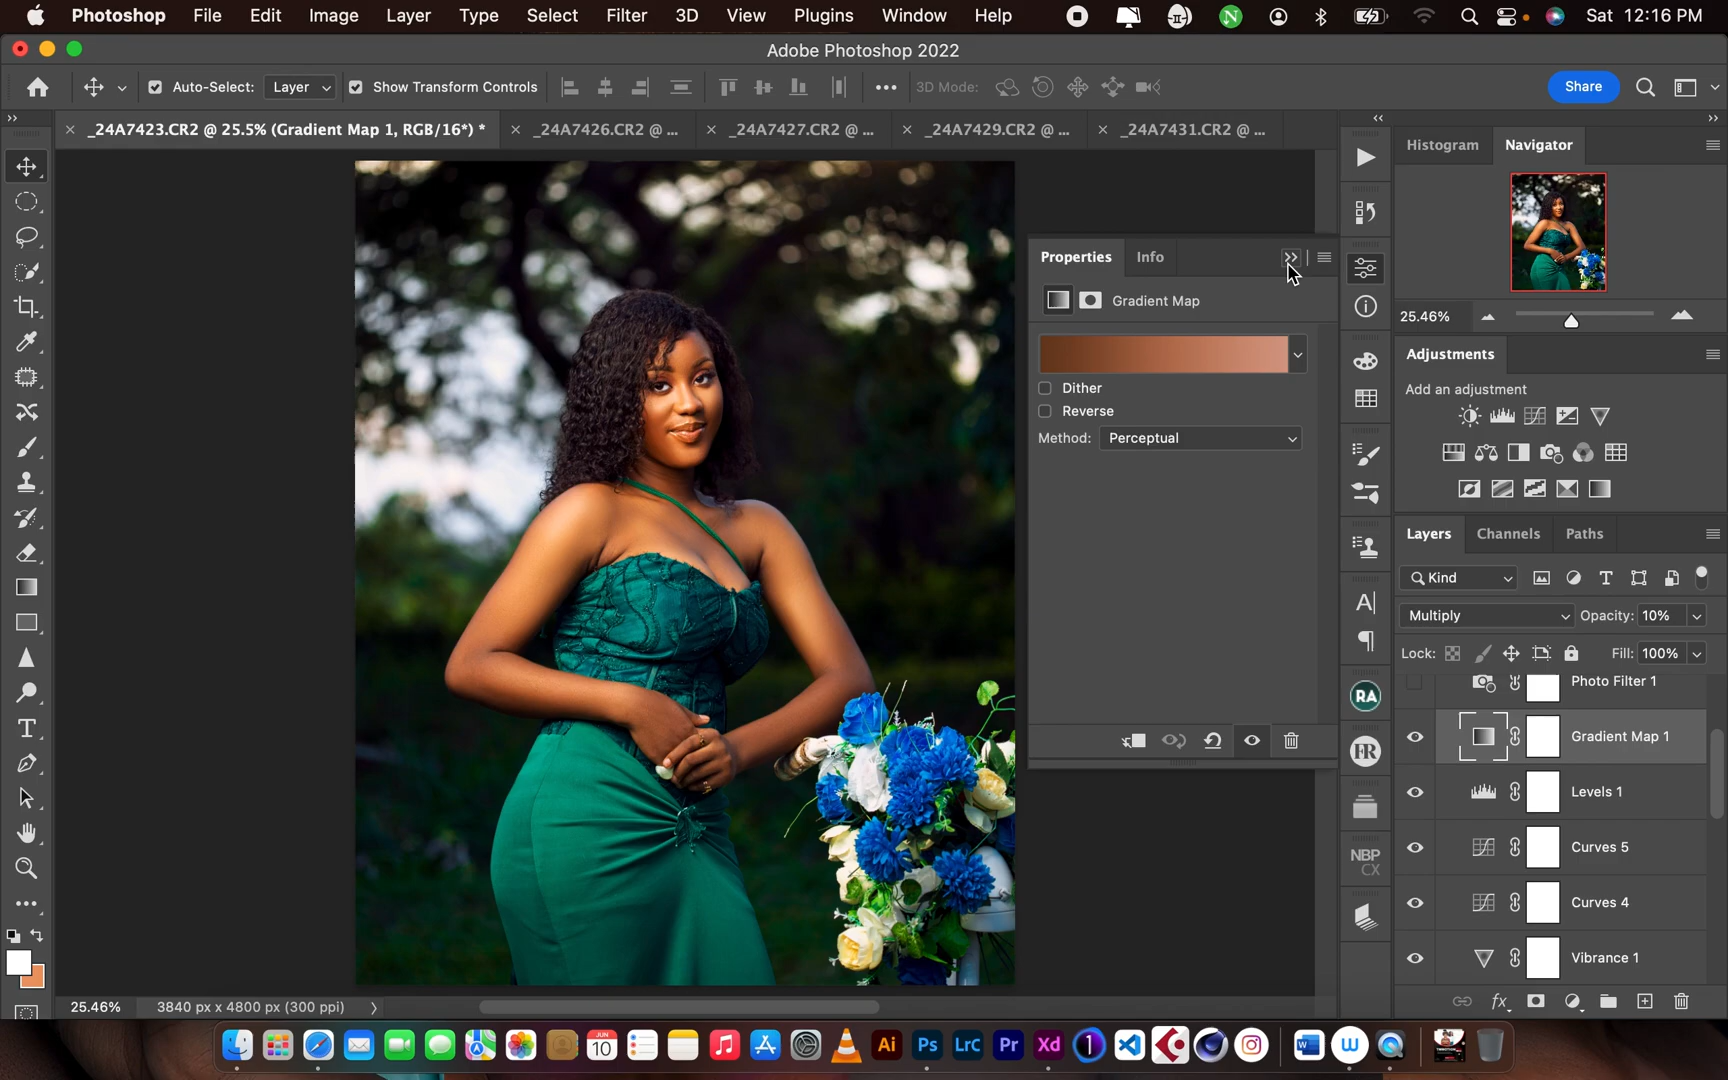 Photoshop File Edit Image Layer Type Select Filter 3D View Plugins Window Help N Sat 12:16 PM
Adobe Photoshop 2022
Auto-Select: Layer Show Transform Controls 3D Mode: Share
_24A7423.CR2 @ 25.5% (Gradient Map 1, RGB/16*) * _24A7426.CR2 @ ... _24A7427.CR2 @ ... _24A7429.CR2 @ ... _24A7431.CR2 @ ...
Histogram Navigator
Properties Info
Gradient Map
25.46%
Adjustments
Dither
Add an adjustment
Reverse
Method: Perceptual
Layers Channels Paths
Kind
Multiply Opacity: 10%
Lock: Fill: 100%
Photo Filter 1
RA
Gradient Map 1
FR
Levels 1
Curves 5
NBP
CX
Curves 4
Vibrance 1
25.46% 3840 px x 4800 px (300 ppi)
fx
JUN
10
Ai Ps LrC Pr Xd 1 W w